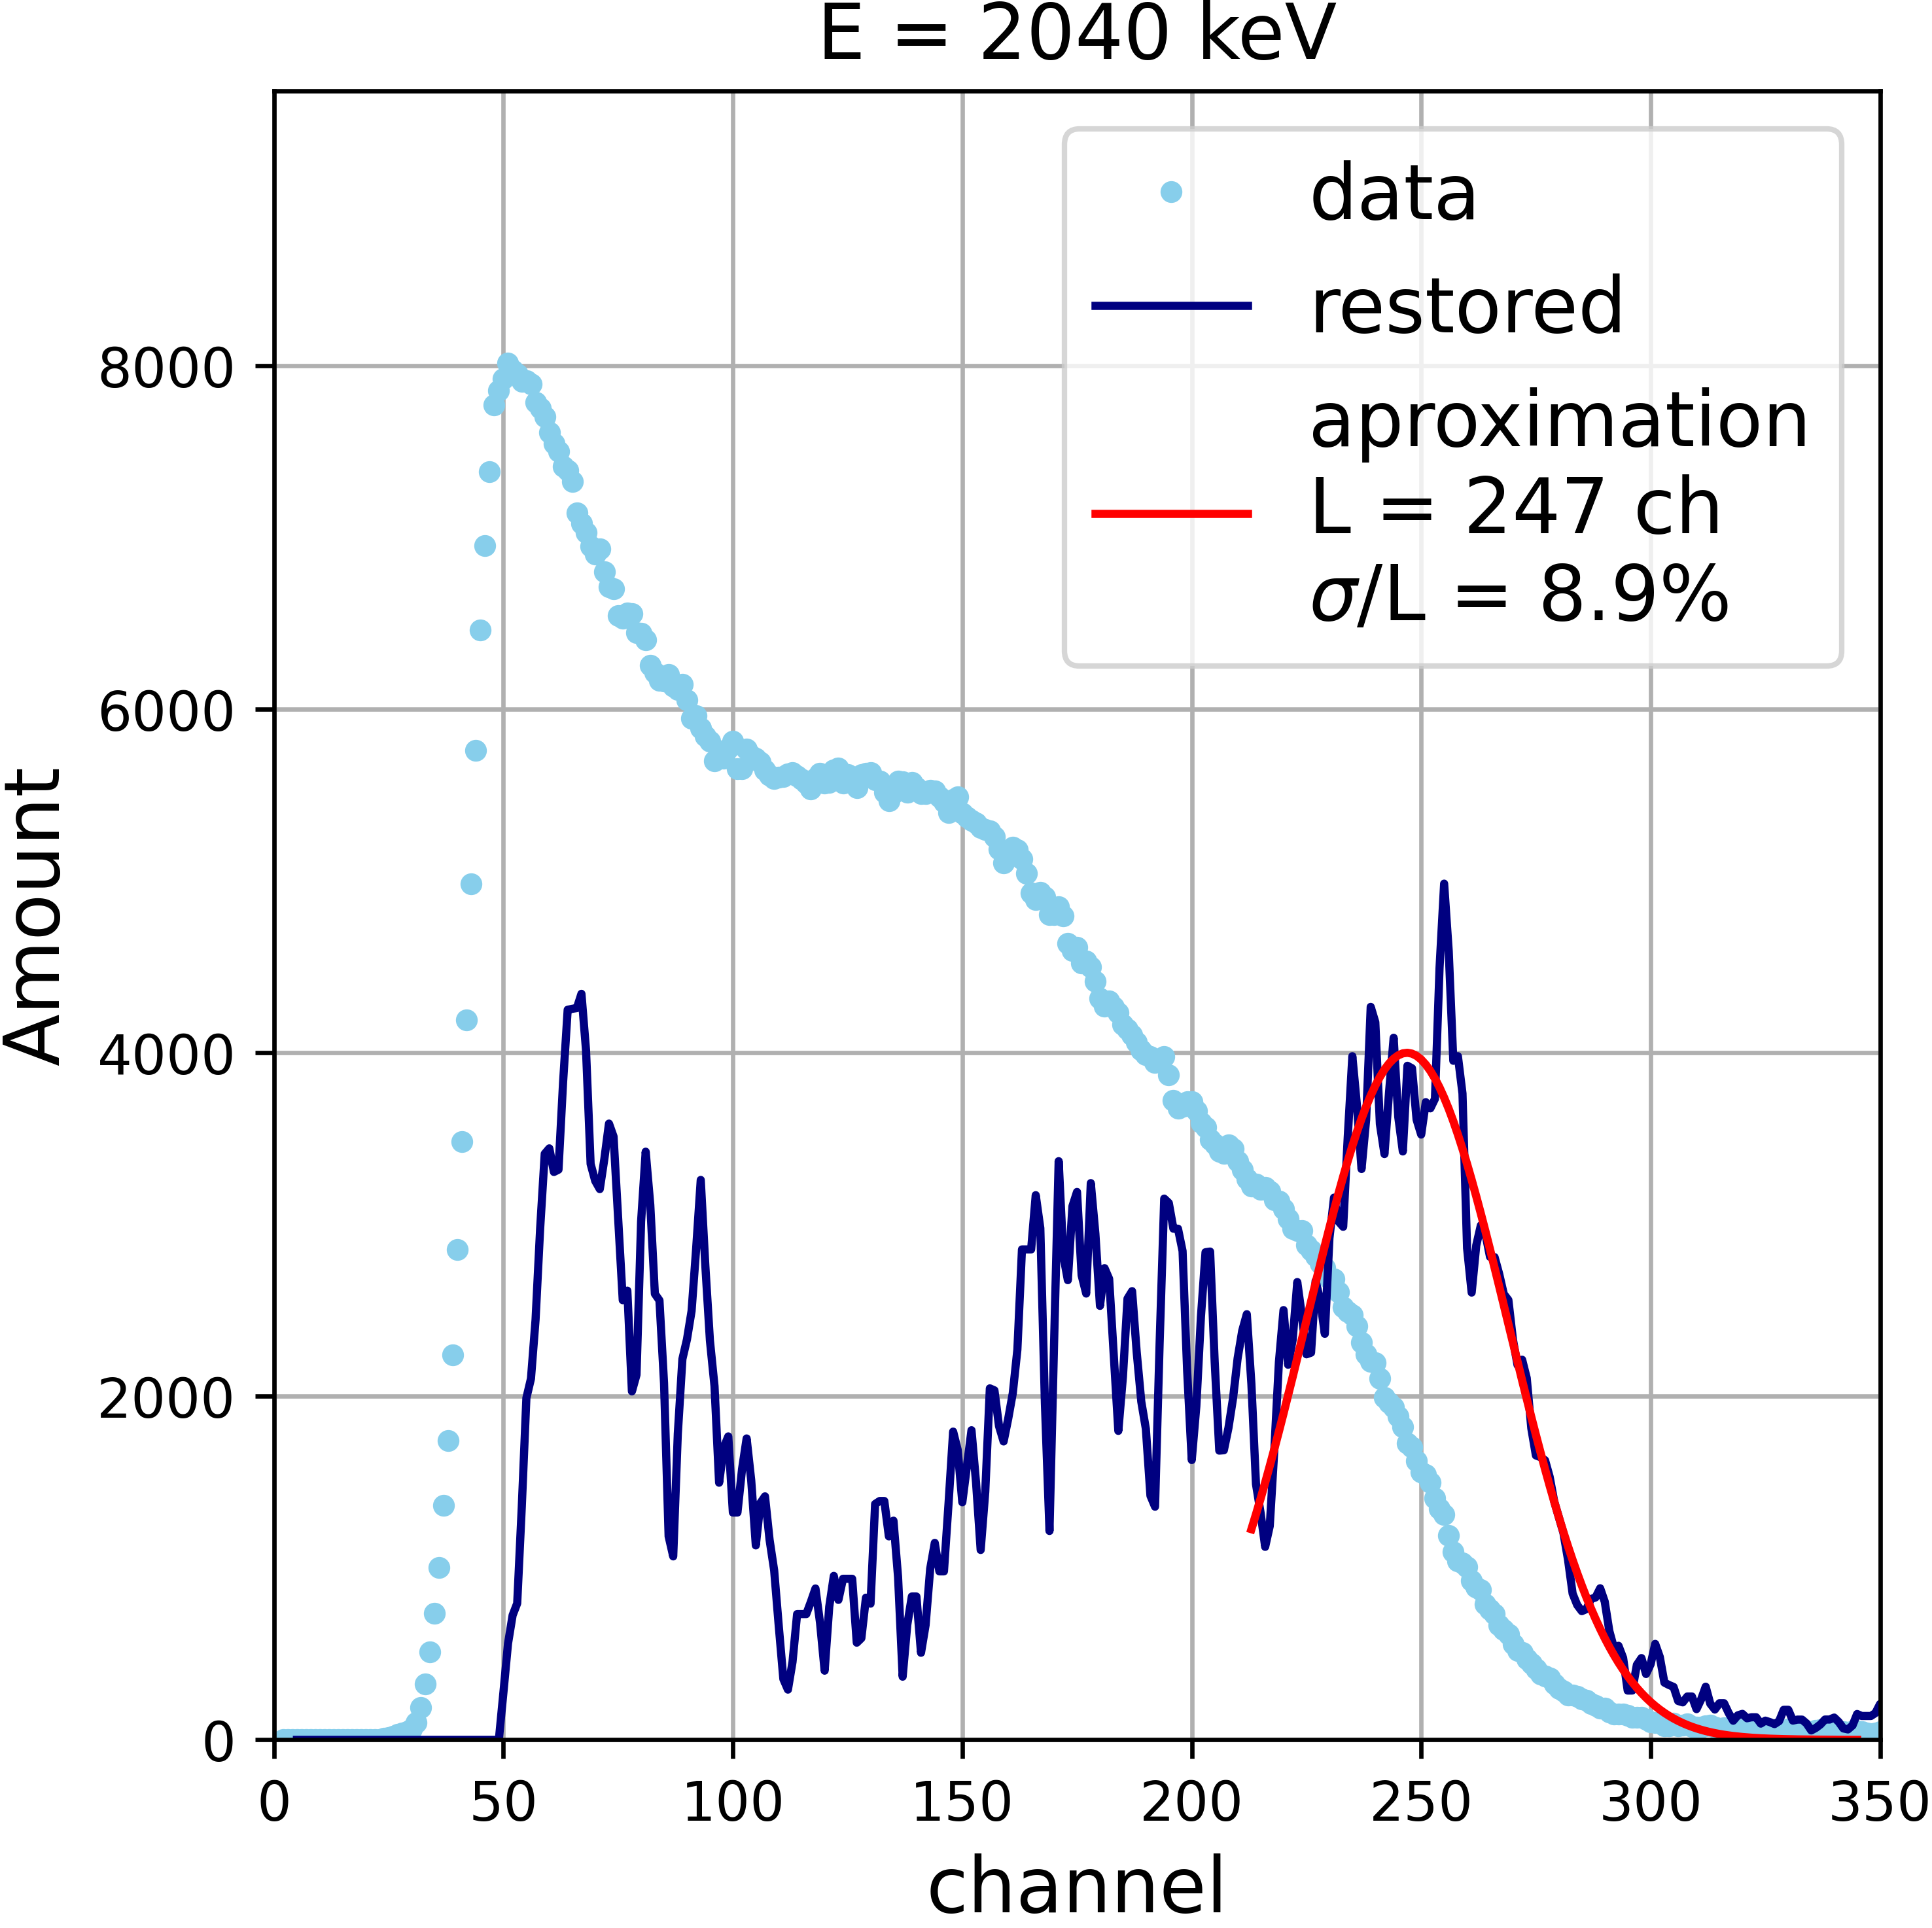 E = 2040 keV
data
restored
aproximation
L = 247 ch
σ/L = 8.9%
Amount
8000
6000
4000
2000
0
0 50 100 150 200 250 300 350
channel